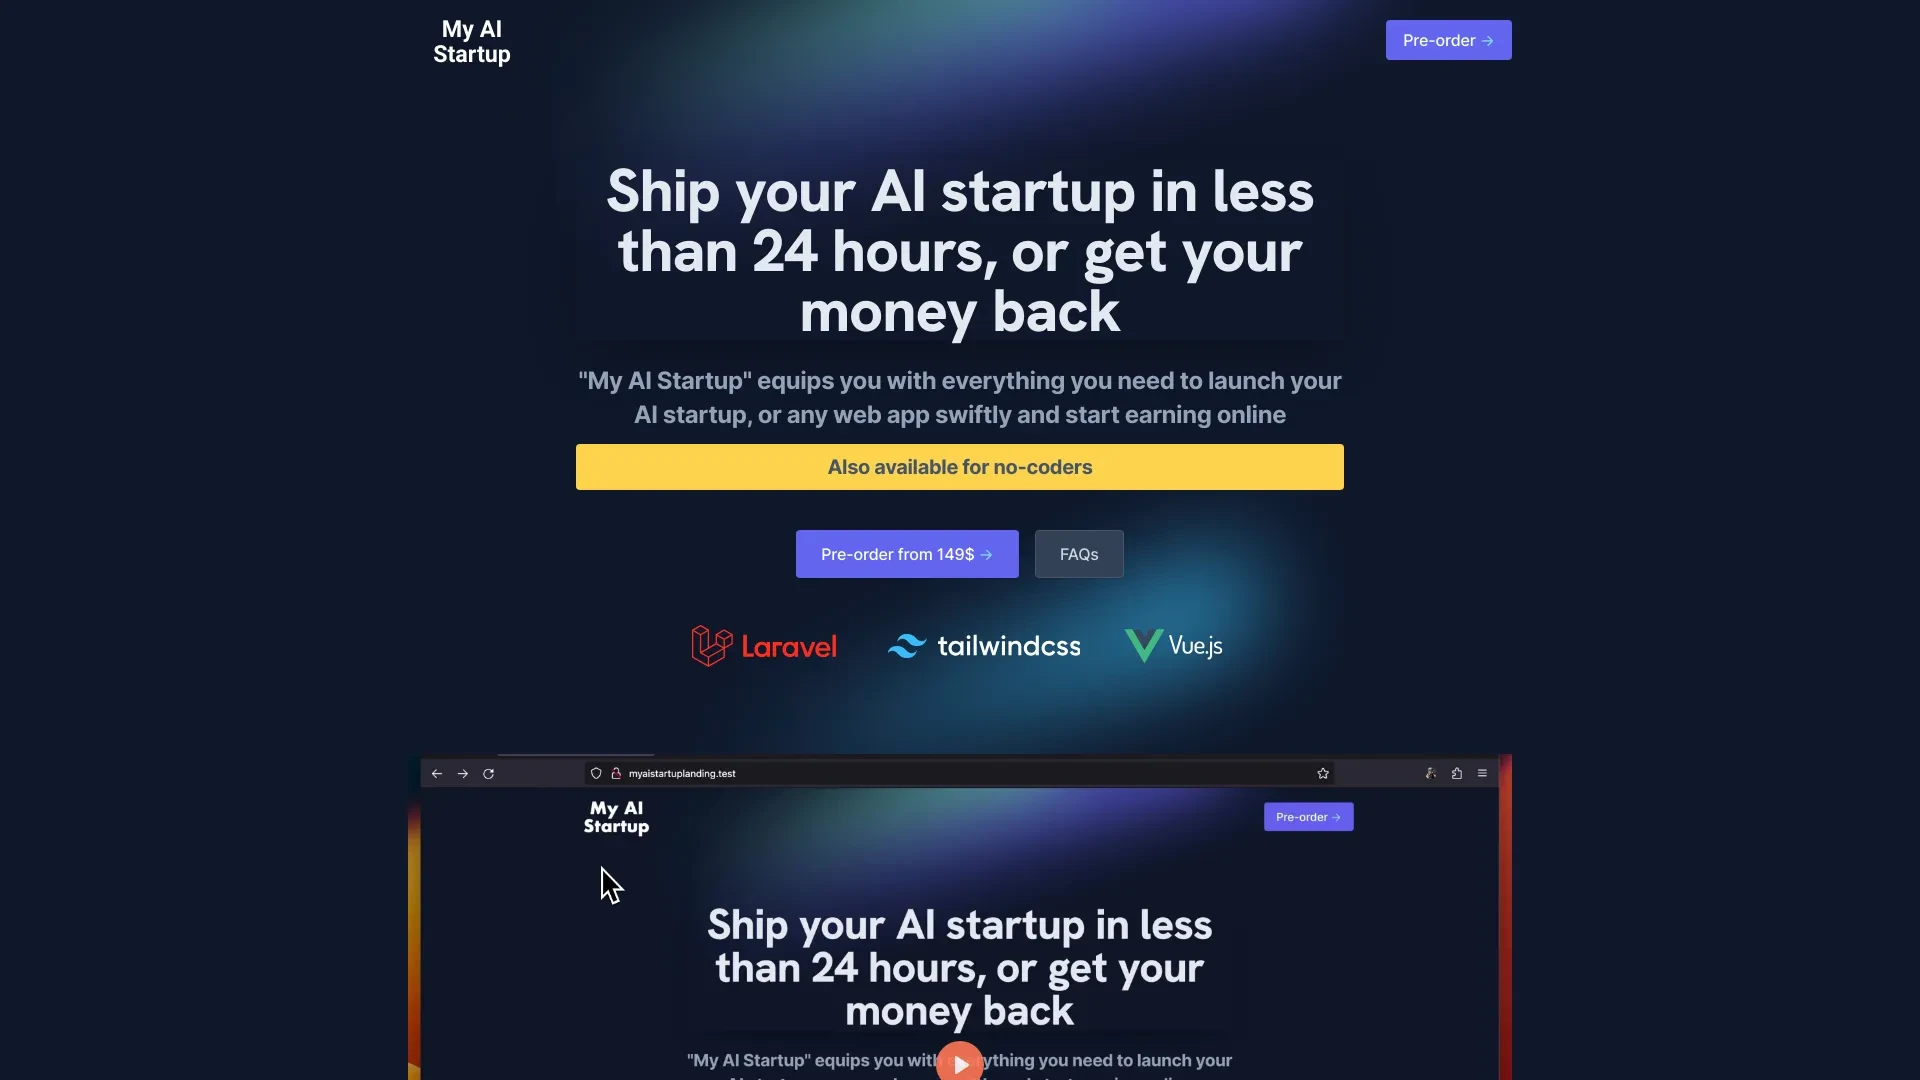 My AI
Startup
Pre-order →
Ship your AI startup in less
than 24 hours, or get your
money back
"My AI Startup" equips you with everything you need to launch your
AI startup, or any web app swiftly and start earning online
Also available for no-coders
Pre-order from 149$ →
FAQs
Laravel
tailwindcss
Vue.js
myaistartuplanding.test
My AI
Startup
Pre-order →
Ship your AI startup in less
than 24 hours, or get your
money back
"My AI Startup" equips you with everything you need to launch your